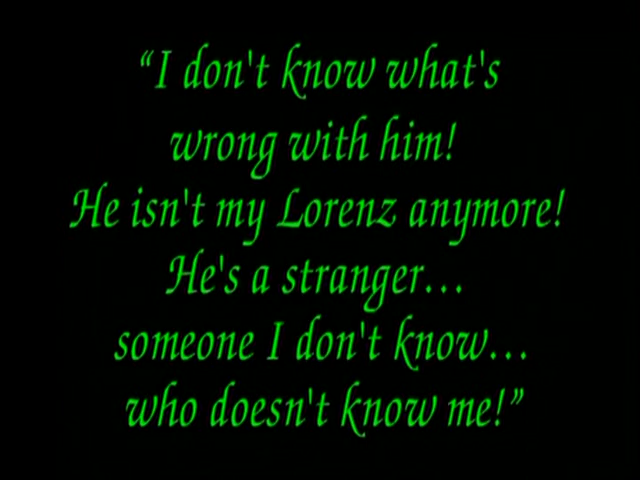 “I don't know what's
wrong with him!
He isn't my Lorenz anymore!
He's a stranger...
someone I don't know...
who doesn't know me!”